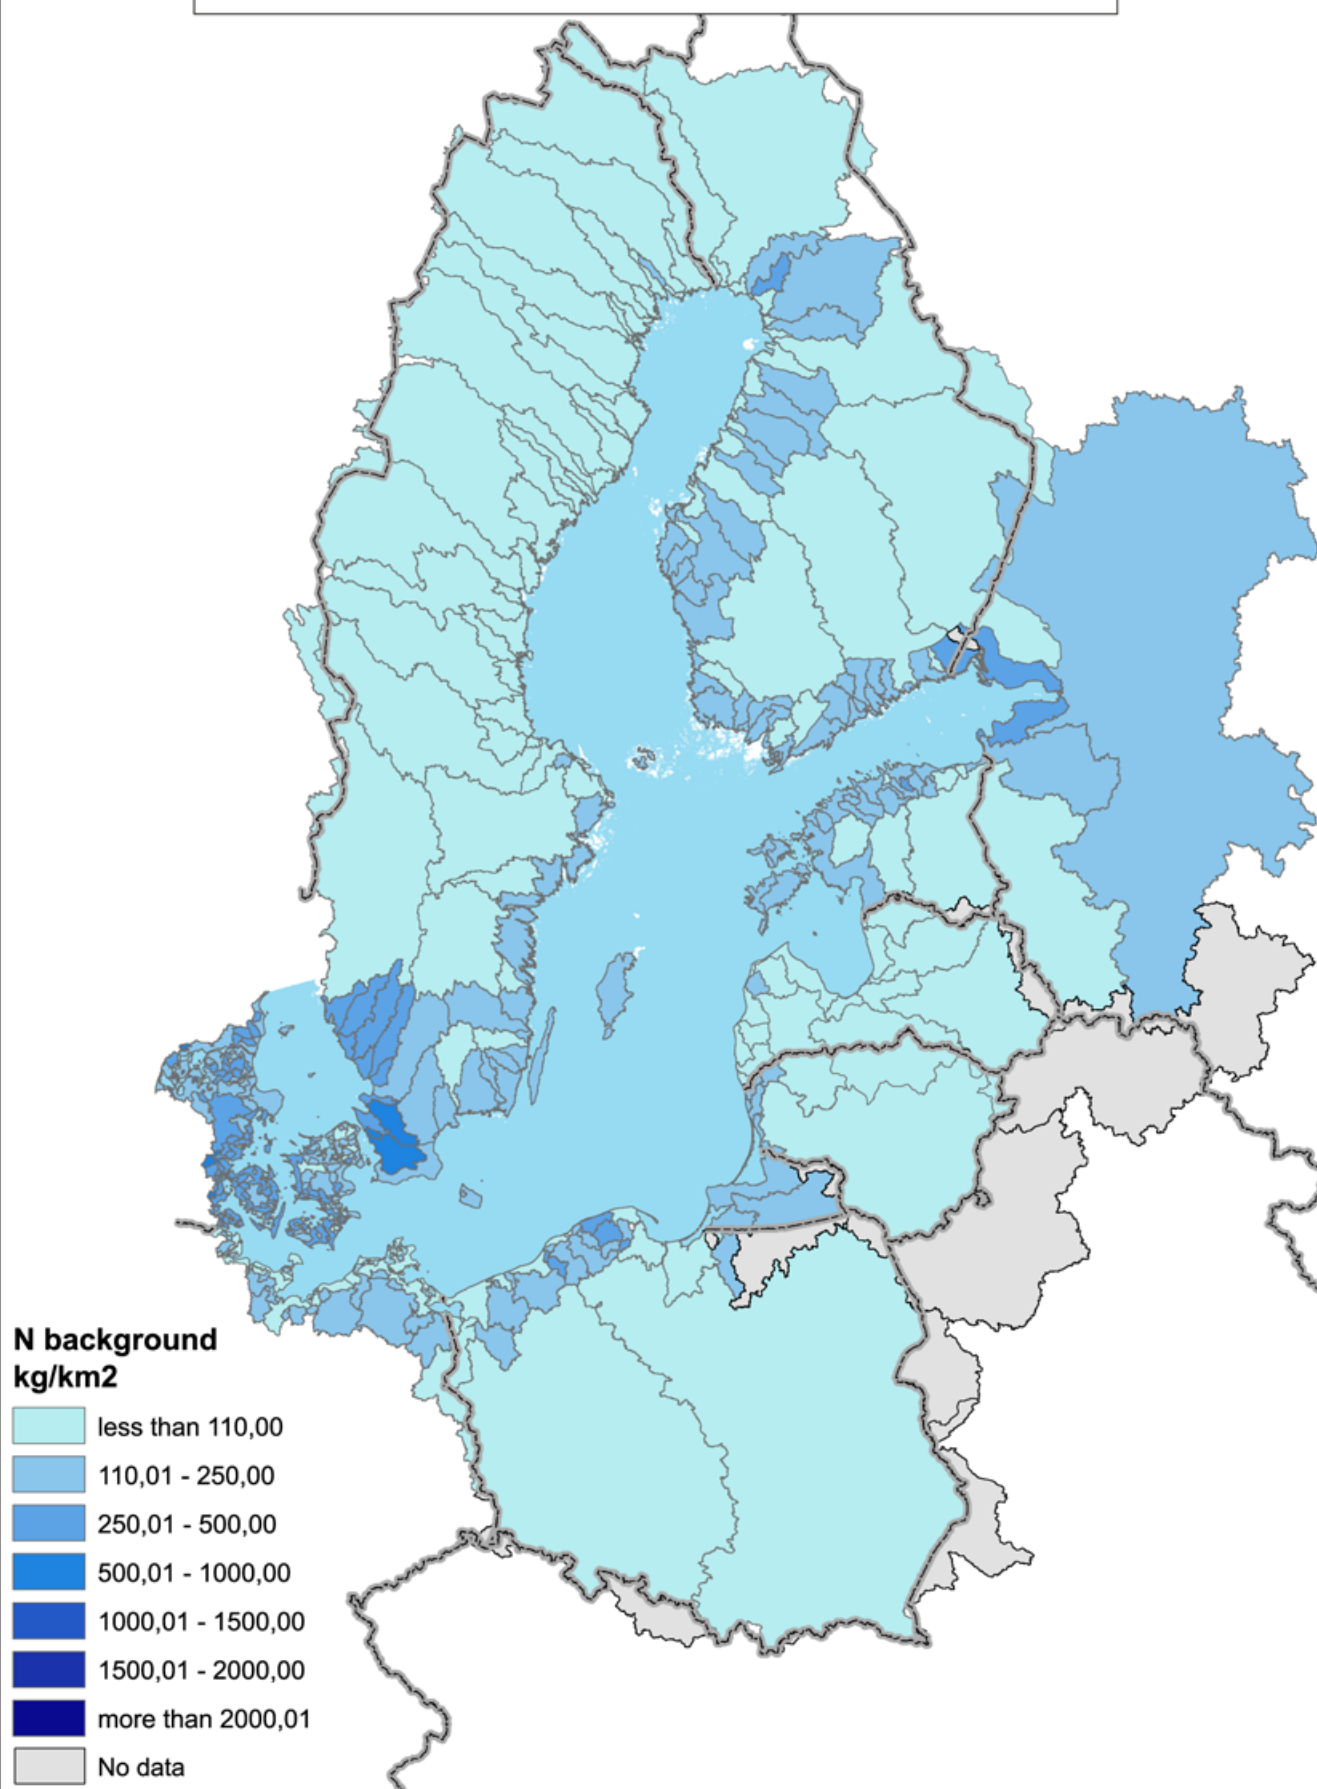 N background
kg/km2
less than 110,00
110,01 - 250,00
250,01 - 500,00
500,01 - 1000,00
1000,01 - 1500,00
1500,01 - 2000,00
more than 2000,01
No data